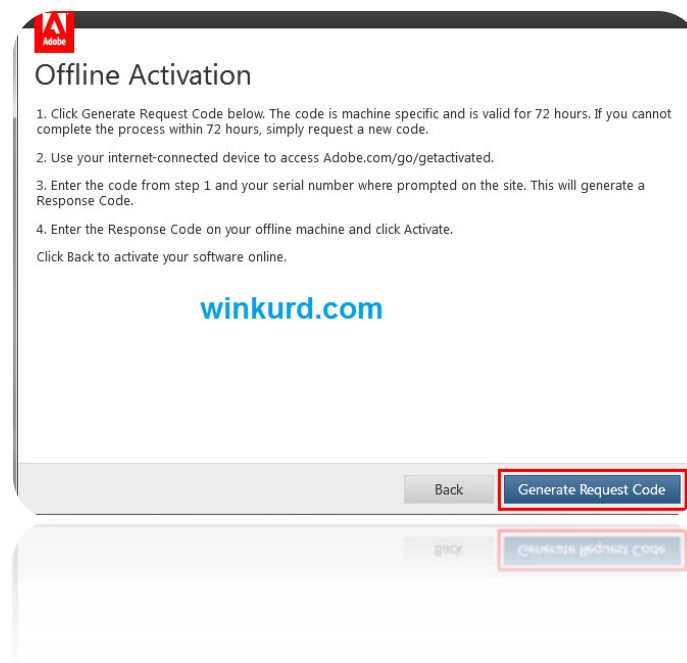 Adobe
Offline Activation
1. Click Generate Request Code below. The code is machine specific and is valid for 72 hours. If you cannot
complete the process within 72 hours, simply request a new code.
2. Use your internet-connected device to access Adobe.com/go/getactivated.
3. Enter the code from step 1 and your serial number where prompted on the site. This will generate a
Response Code.
4. Enter the Response Code on your offline machine and click Activate.
Click Back to activate your software online.
winkurd.com
Back
Generate Request Code
Back
Generate Request Code